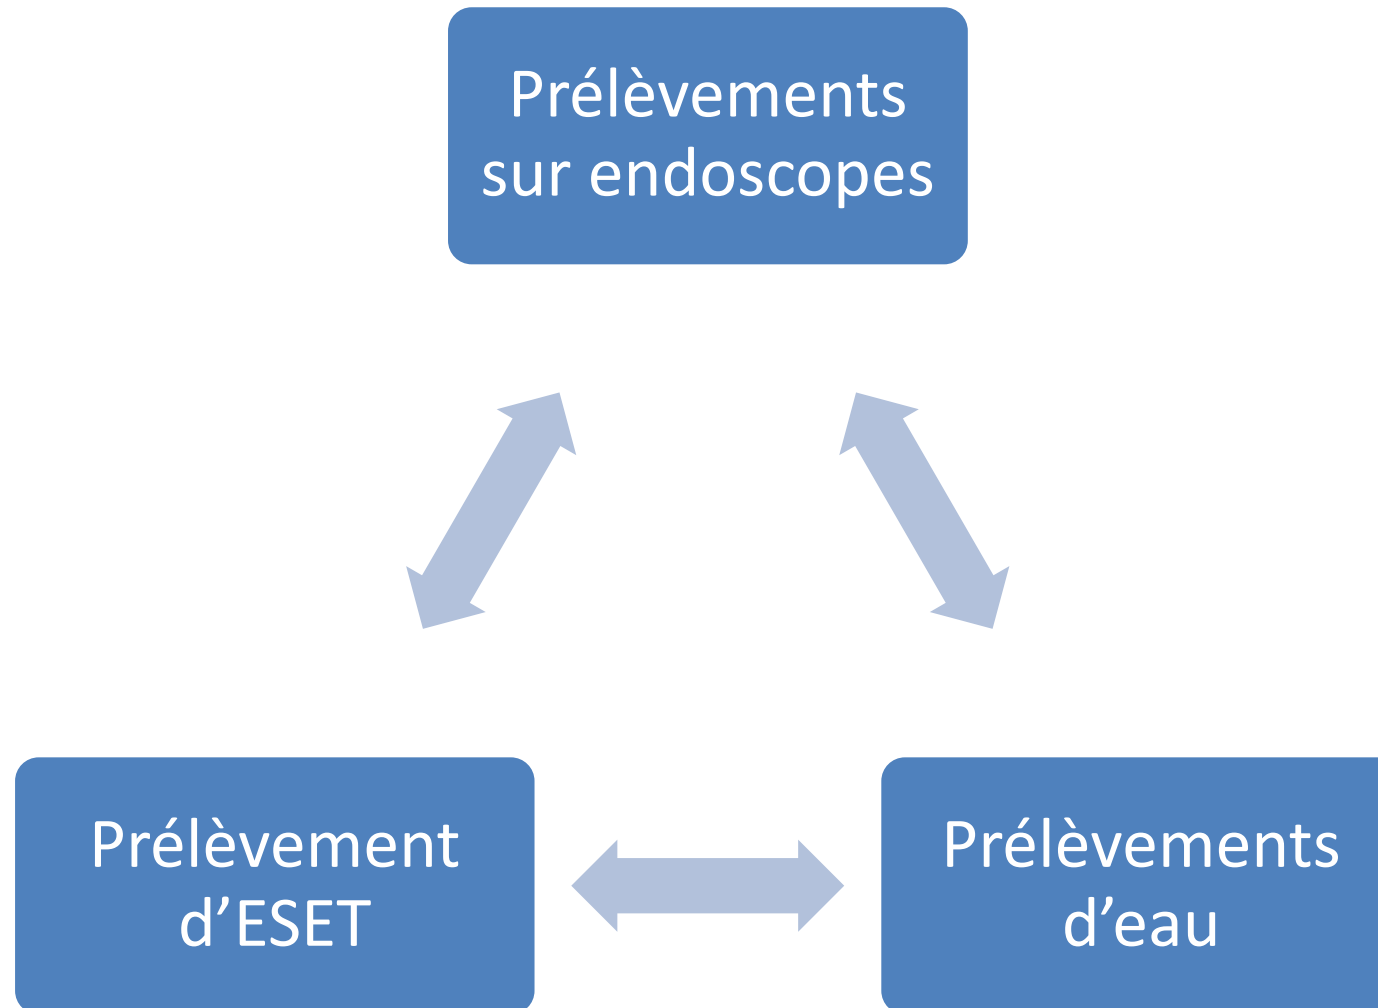 Prélèvements
sur endoscopes
Prélèvement
d’ESET
Prélèvements
d’eau